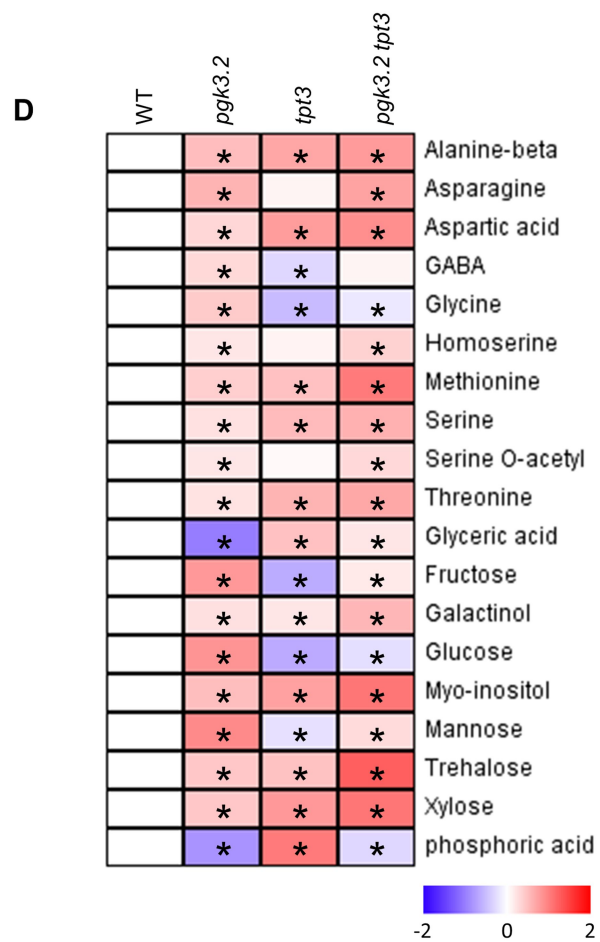 D
WT
pgk3.2
tpt3
pgk3.2 tpt3
* * * Alanine-beta
* * Asparagine
* * * Aspartic acid
* * GABA
* * * Glycine
* * Homoserine
* * * Methionine
* * * Serine
* * Serine O-acetyl
* * * Threonine
* * * Glyceric acid
* * * Fructose
* * * Galactinol
* * * Glucose
* * * Myo-inositol
* * * Mannose
* * * Trehalose
* * * Xylose
* * * phosphoric acid
-2 0 2